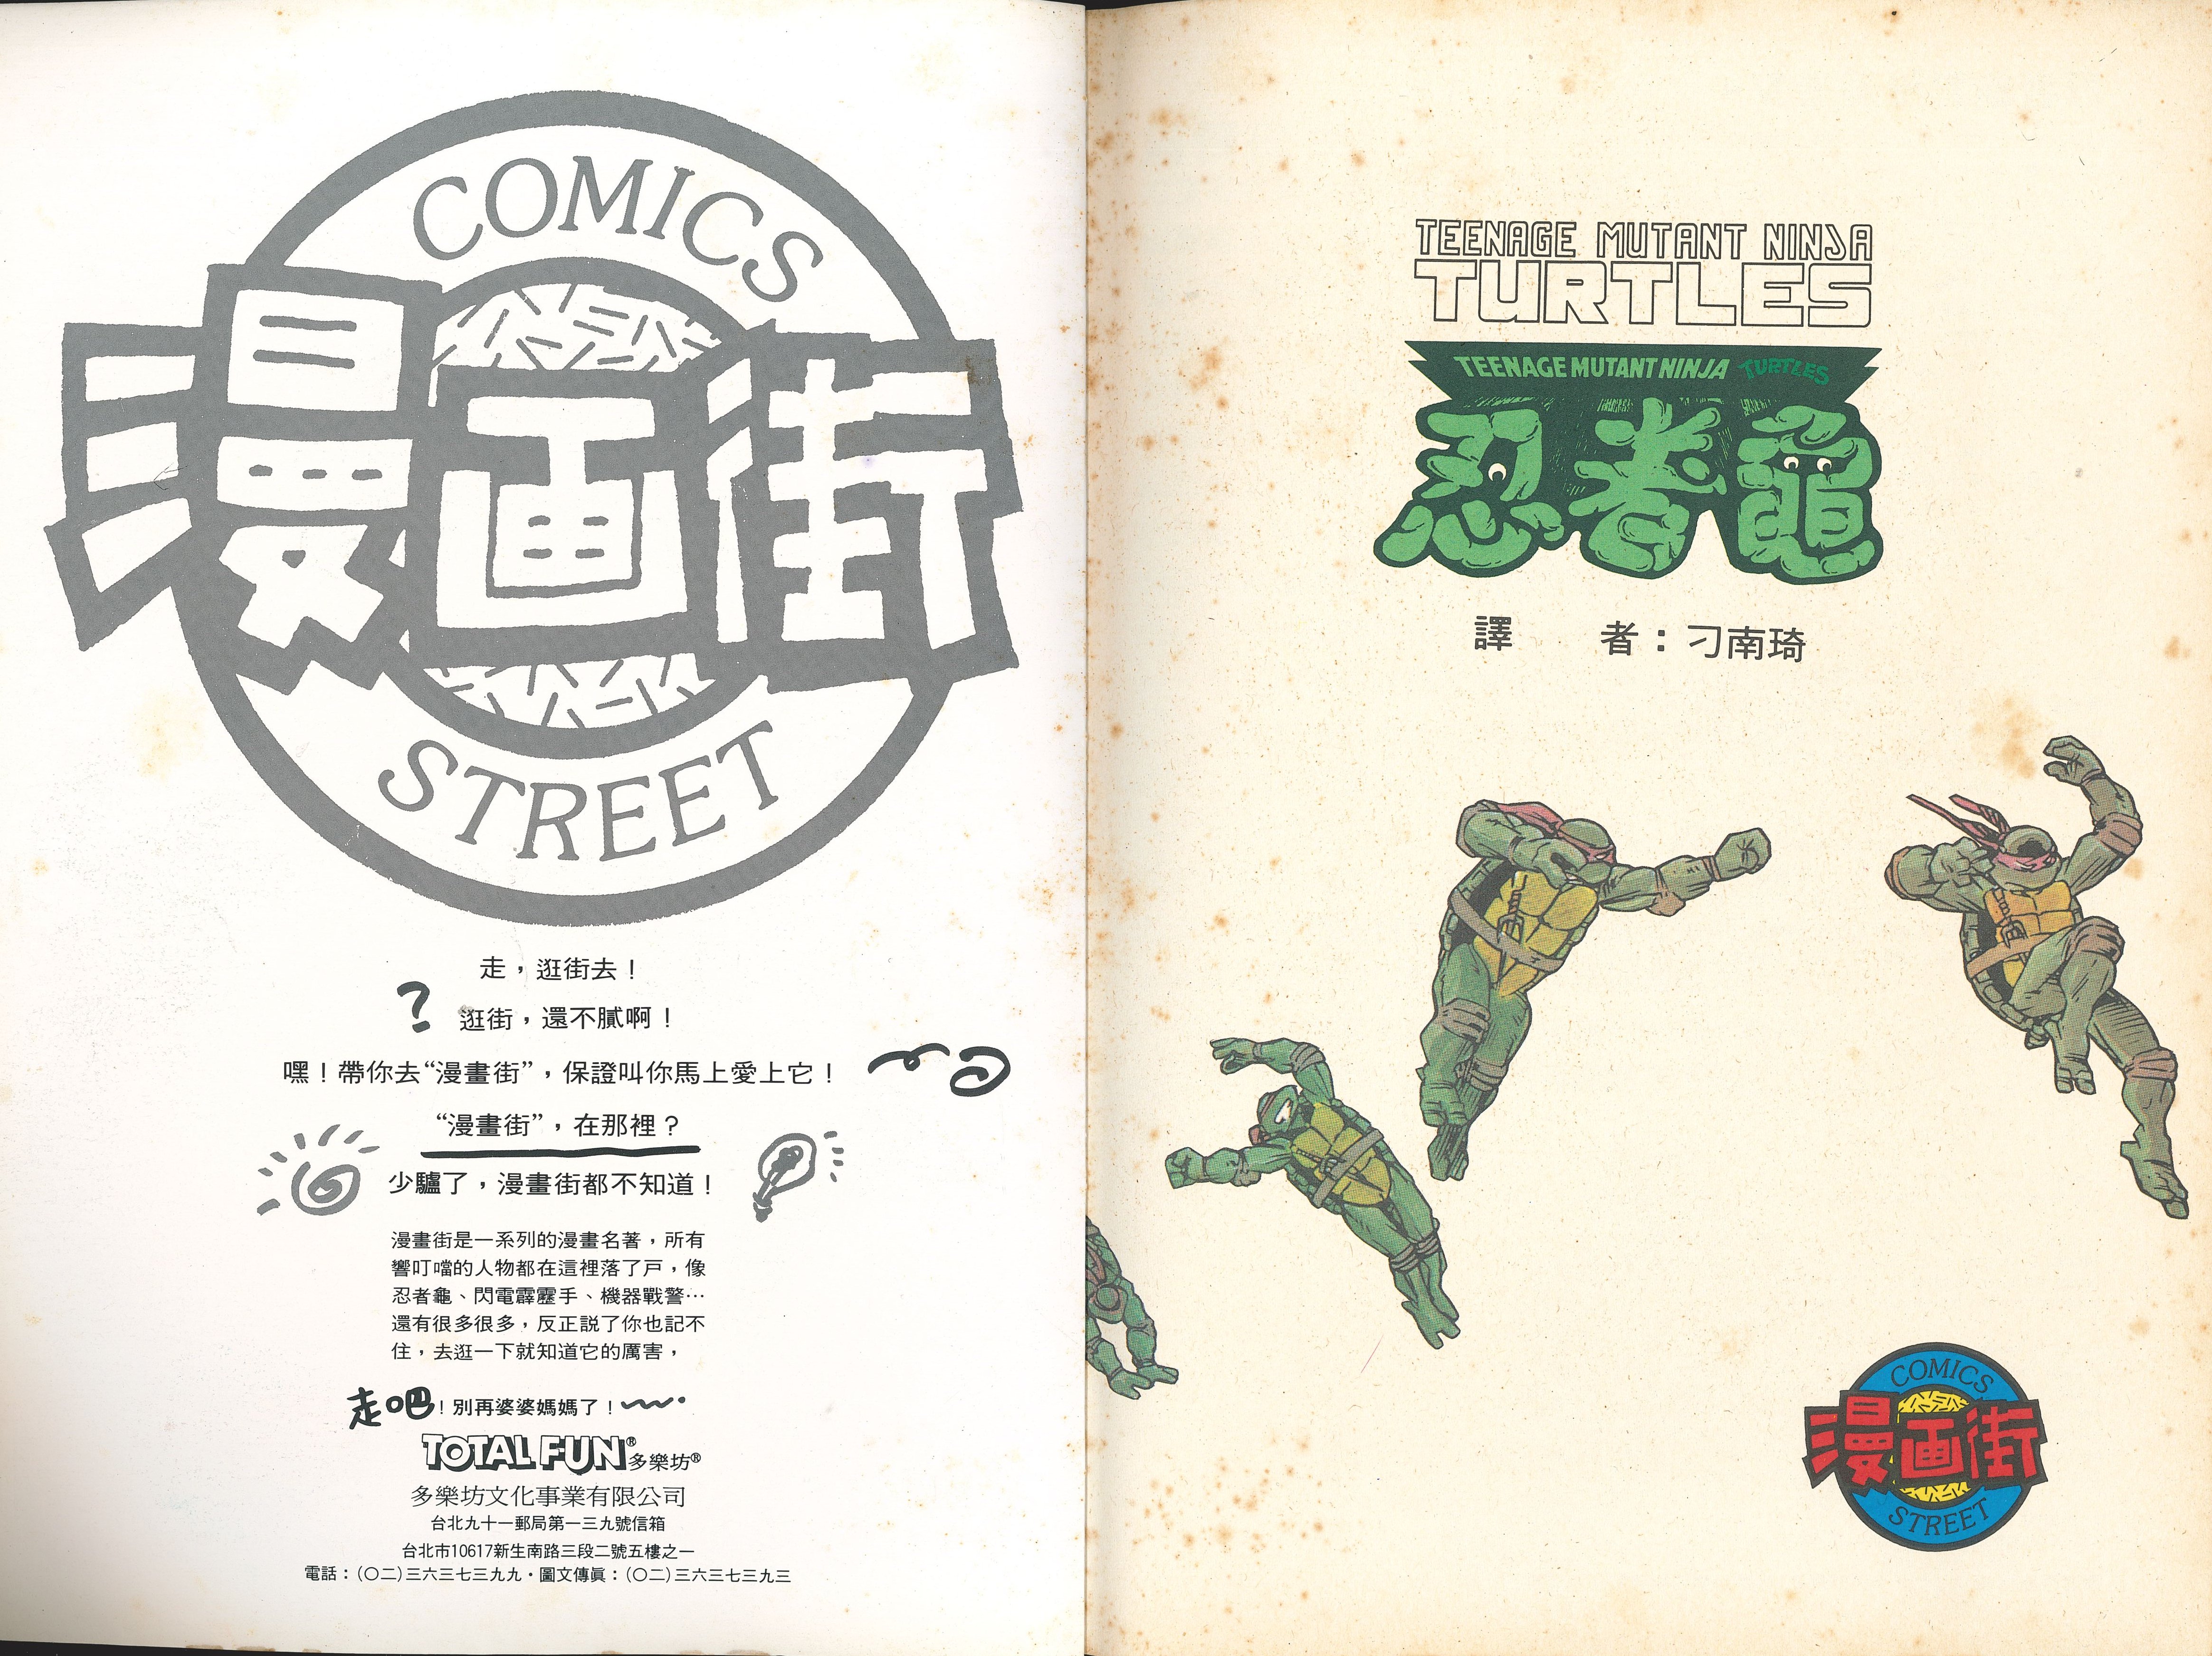 COMICS
漫画街
STREET
走，逛街去！
？
逛街，還不膩啊！
嘿！帶你去“漫畫街”，保證叫你馬上愛上它！
“漫畫街”，在那裡？
少驢了，漫畫街都不知道！
漫畫街是一系列的漫畫名著，所有
響叮噹的人物都在這裡落了戶，像
忍者龜、閃電霹靂手、機器戰警…
還有很多很多，反正説了你也記不
住，去逛一下就知道它的厲害，
走吧！別再婆婆媽媽了！
TOTAL FUN® 多樂坊®
多樂坊文化事業有限公司
台北九十一郵局第一三九號信箱
台北市10617新生南路三段二號五樓之一
電話：(〇二)三六三七三九九・圖文傳眞：(〇二)三六三七三九三
TEENAGE MUTANT NINJA
TURTLES
TEENAGE MUTANT NINJA TURTLES
忍者龜
譯　者：刁南琦
COMICS
漫画街
STREET